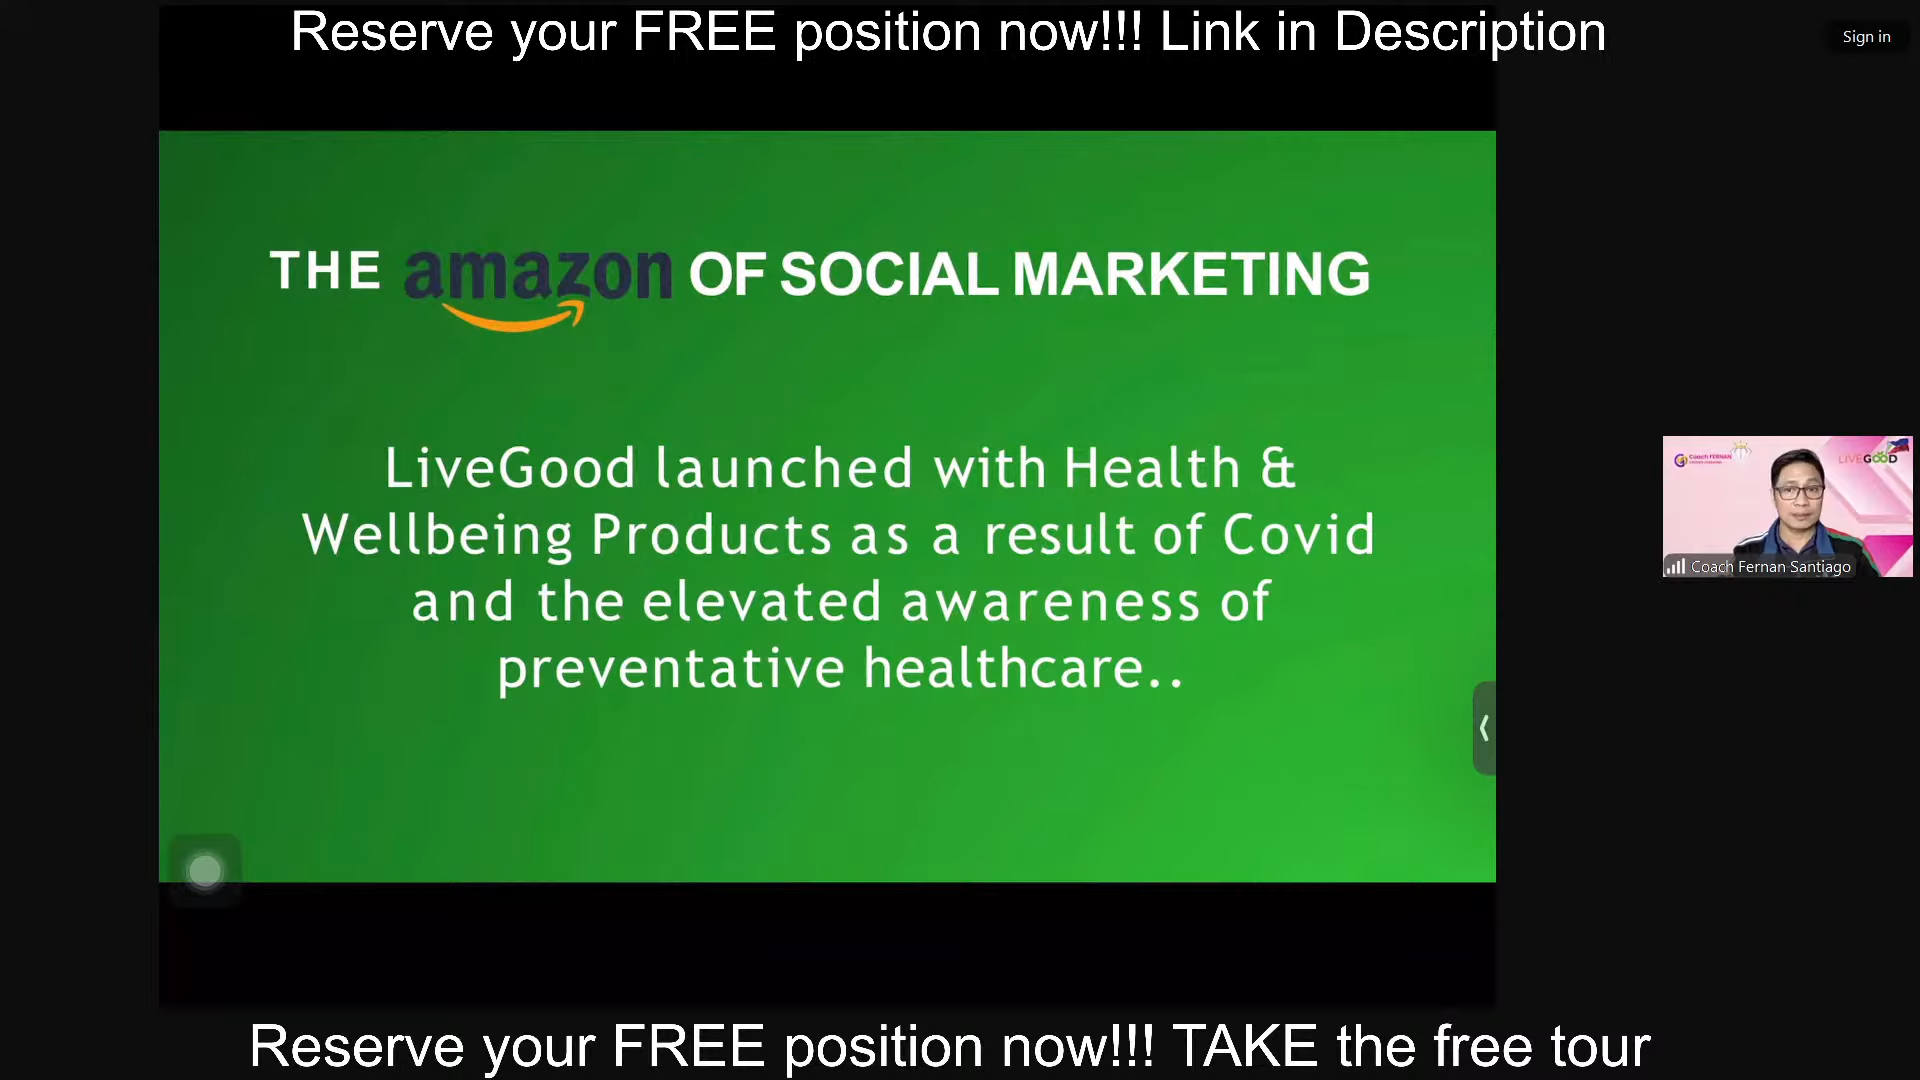 Reserve your FREE position now!!! Link in Description
Sign in
THE amazon OF SOCIAL MARKETING
LiveGood launched with Health &
Wellbeing Products as a result of Covid
and the elevated awareness of
preventative healthcare..
Coach FERNAN
LIVEGOOD
Coach Fernan Santiago
Reserve your FREE position now!!! TAKE the free tour